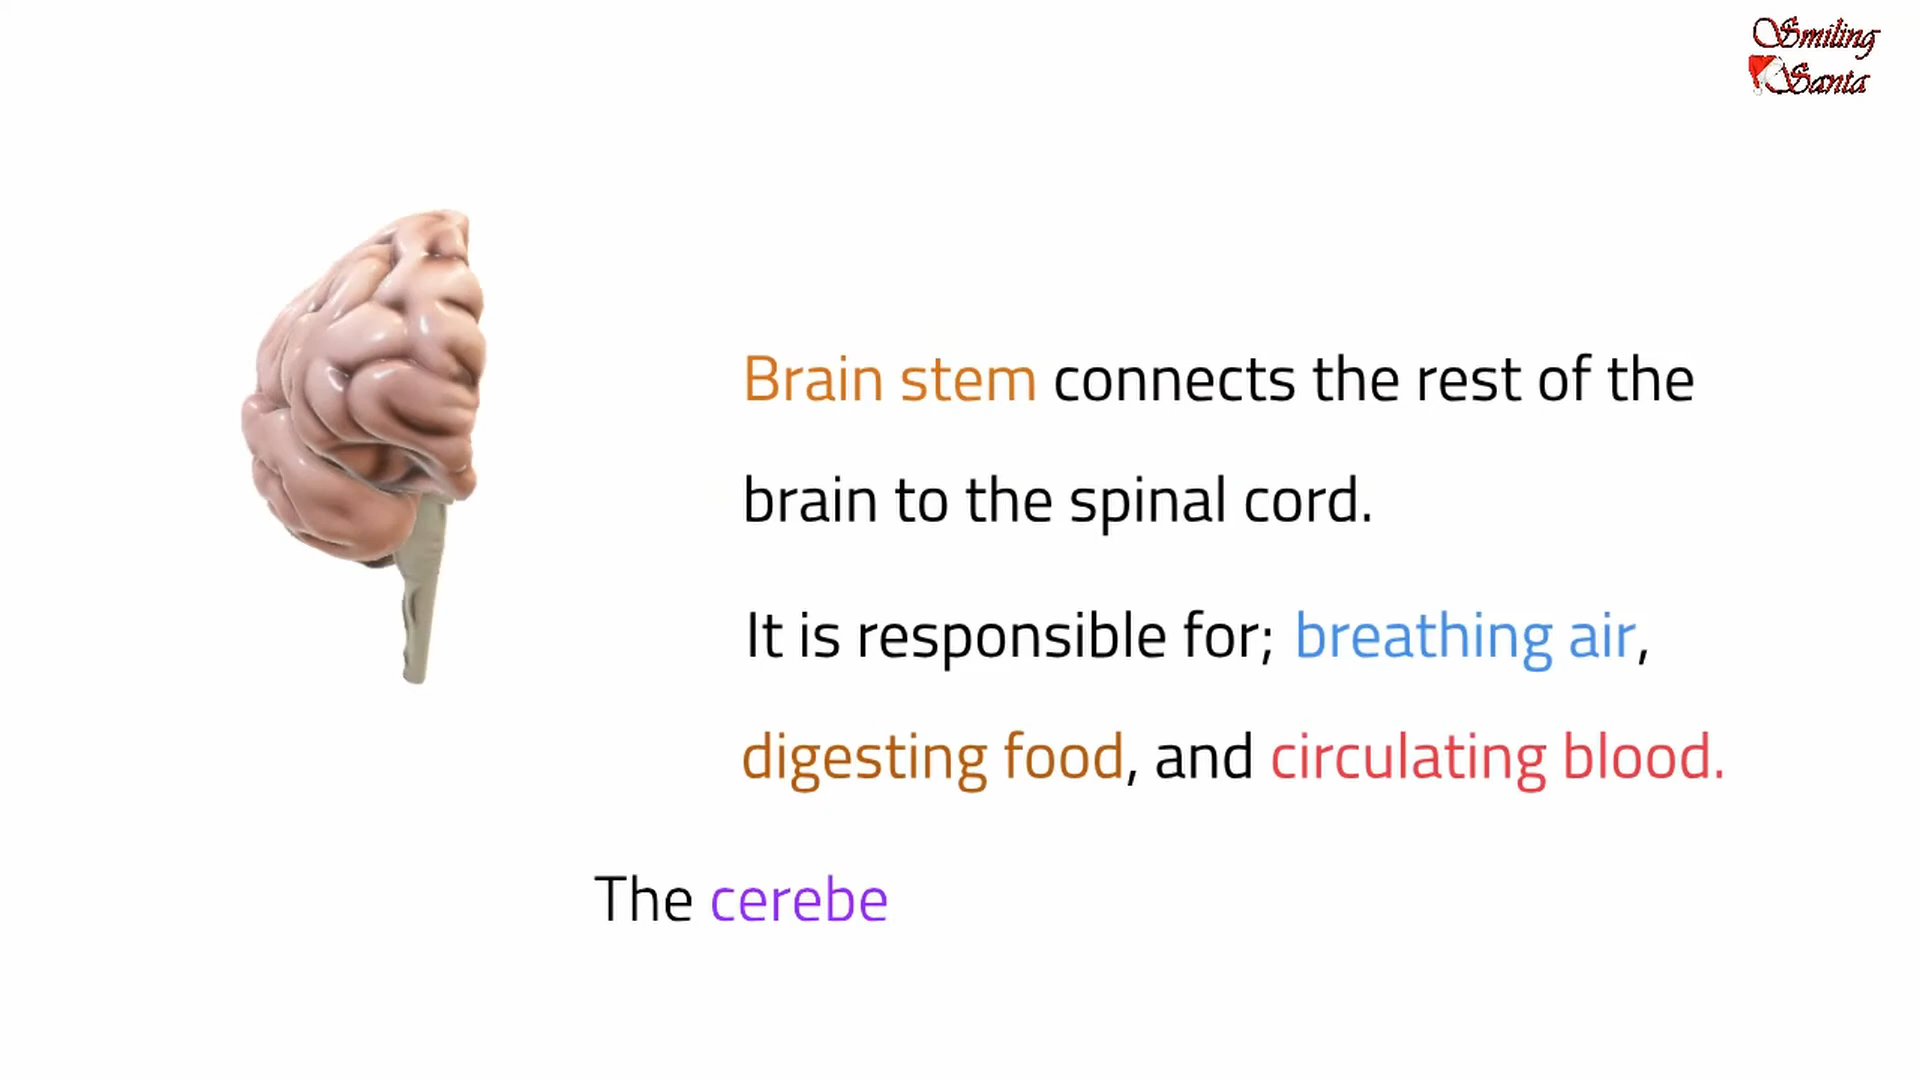 Smiling
Santa
Brain stem connects the rest of the
brain to the spinal cord.
It is responsible for; breathing air,
digesting food, and circulating blood.
The cerebe